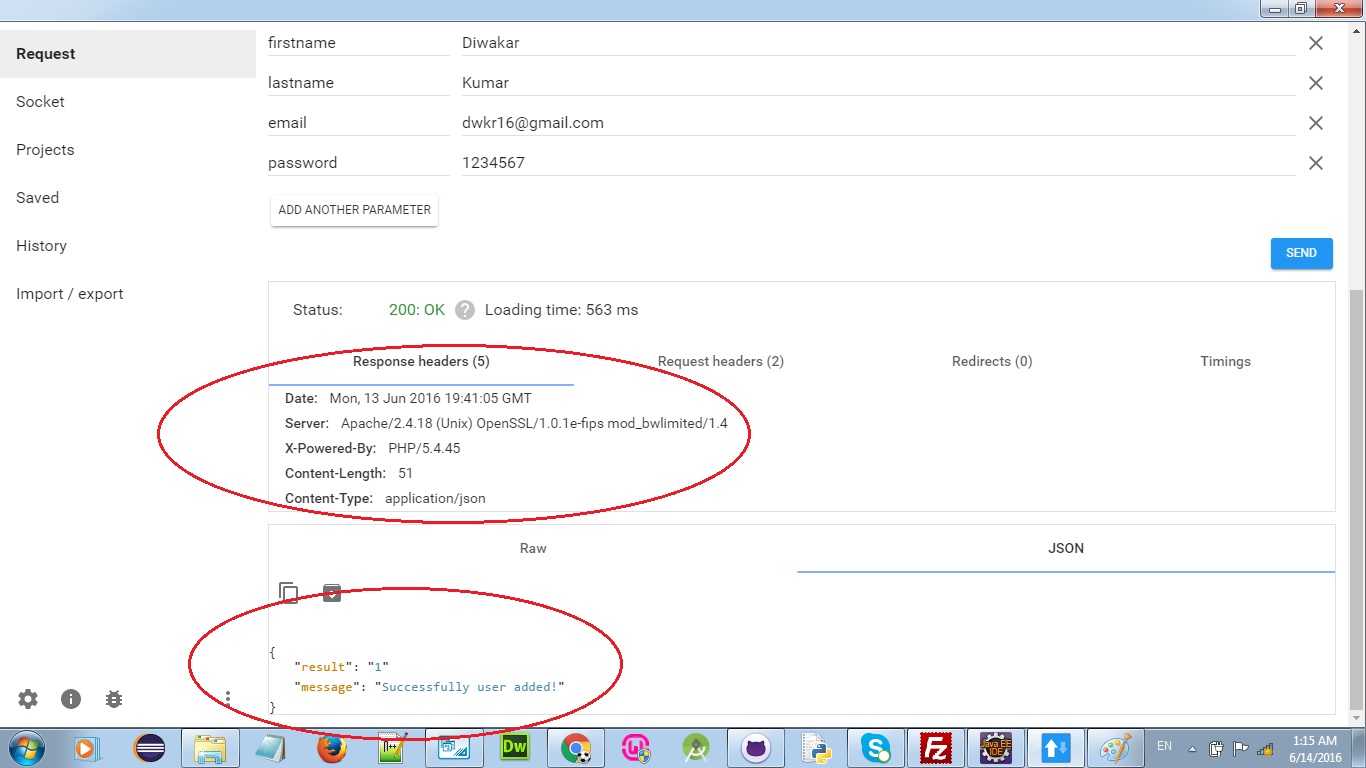 Request
Socket
Projects
Saved
History
Import / export
firstname Diwakar
lastname Kumar
email dwkr16@gmail.com
password 1234567
ADD ANOTHER PARAMETER
SEND
Status: 200: OK ? Loading time: 563 ms
Response headers (5) Request headers (2) Redirects (0) Timings
Date: Mon, 13 Jun 2016 19:41:05 GMT
Server: Apache/2.4.18 (Unix) OpenSSL/1.0.1e-fips mod_bwlimited/1.4
X-Powered-By: PHP/5.4.45
Content-Length: 51
Content-Type: application/json
Raw JSON
{
"result": "1"
"message": "Successfully user added!"
}
Dw
Java EE
IDE
EN
1:15 AM
6/14/2016